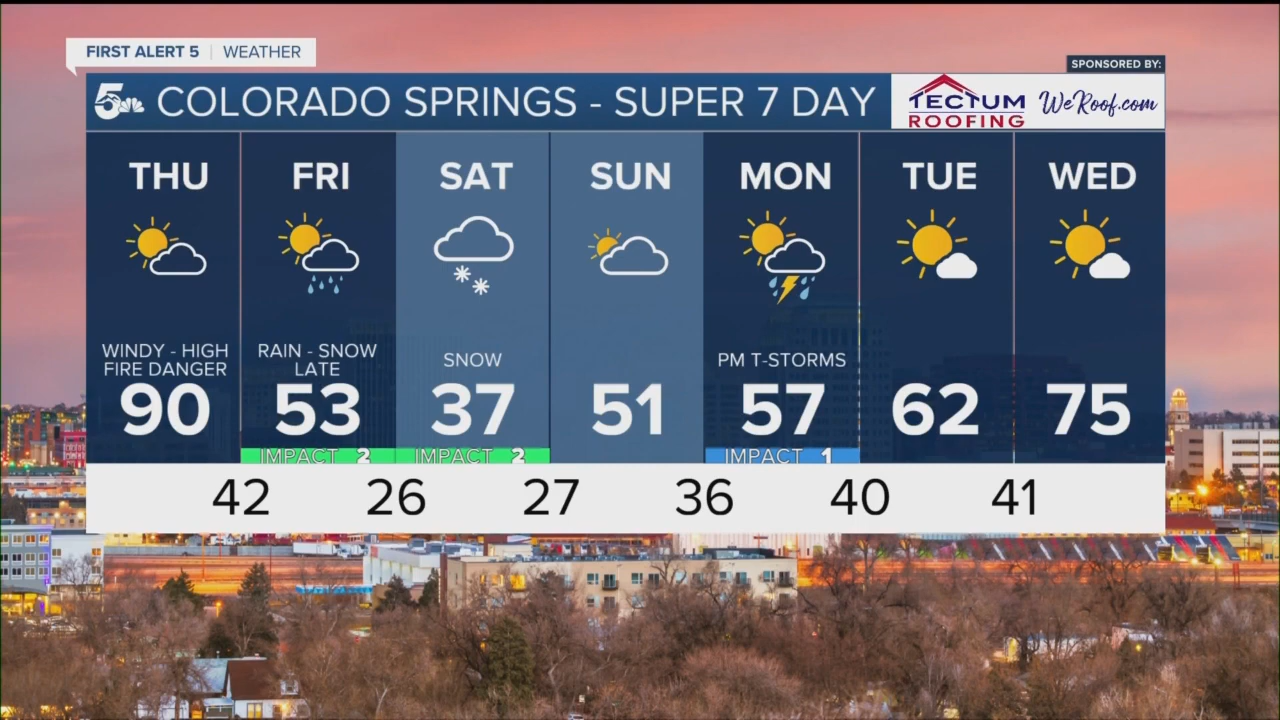 FIRST ALERT 5 | WEATHER
SPONSORED BY:
5 COLORADO SPRINGS - SUPER 7 DAY
TECTUM
ROOFING
WeRoof.com
THU FRI SAT SUN MON TUE WED
WINDY - HIGH
FIRE DANGER
RAIN - SNOW
LATE
SNOW
PM T-STORMS
90 53 37 51 57 62 75
IMPACT 2 IMPACT 2 IMPACT 1
42 26 27 36 40 41